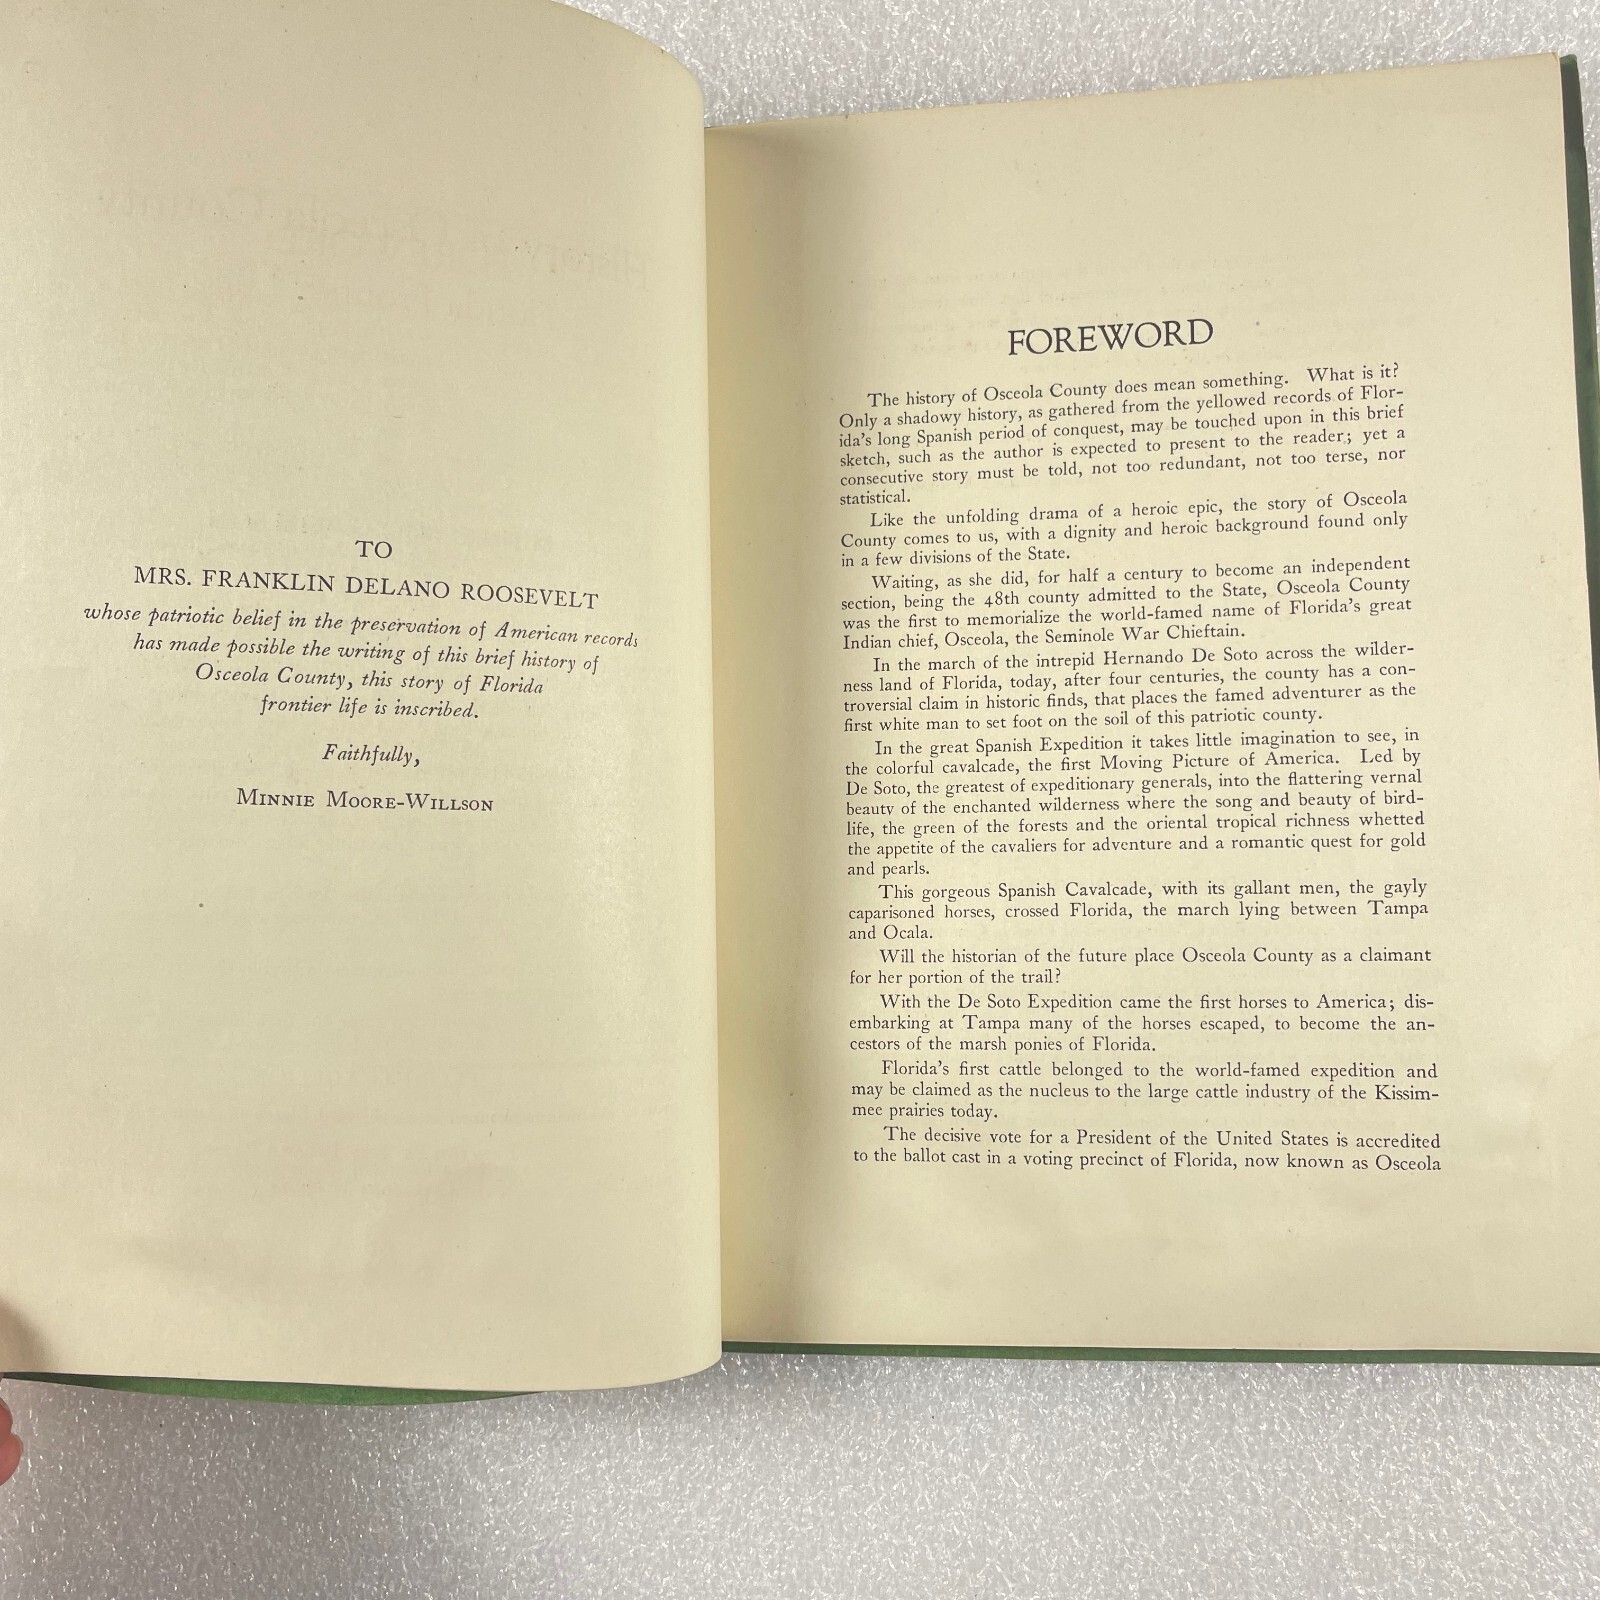 TO
MRS. FRANKLIN DELANO ROOSEVELT
whose patriotic belief in the preservation of American records
has made possible the writing of this brief history of
Osceola County, this story of Florida
frontier life is inscribed.
Faithfully,
MINNIE MOORE-WILLSON
FOREWORD
The history of Osceola County does mean something. What is it?
Only a shadowy history, as gathered from the yellowed records of Flor-
ida's long Spanish period of conquest, may be touched upon in this brief
sketch, such as the author is expected to present to the reader; yet a
consecutive story must be told, not too redundant, not too terse, nor
statistical.
Like the unfolding drama of a heroic epic, the story of Osceola
County comes to us, with a dignity and heroic background found only
in a few divisions of the State.
Waiting, as she did, for half a century to become an independent
section, being the 48th county admitted to the State, Osceola County
was the first to memorialize the world-famed name of Florida's great
Indian chief, Osceola, the Seminole War Chieftain.
In the march of the intrepid Hernando De Soto across the wilder-
ness land of Florida, today, after four centuries, the county has a con-
troversial claim in historic finds, that places the famed adventurer as the
first white man to set foot on the soil of this patriotic county.
In the great Spanish Expedition it takes little imagination to see, in
the colorful cavalcade, the first Moving Picture of America. Led by
De Soto, the greatest of expeditionary generals, into the flattering vernal
beauty of the enchanted wilderness where the song and beauty of bird-
life, the green of the forests and the oriental tropical richness whetted
the appetite of the cavaliers for adventure and a romantic quest for gold
and pearls.
This gorgeous Spanish Cavalcade, with its gallant men, the gayly
caparisoned horses, crossed Florida, the march lying between Tampa
and Ocala.
Will the historian of the future place Osceola County as a claimant
for her portion of the trail?
With the De Soto Expedition came the first horses to America; dis-
embarking at Tampa many of the horses escaped, to become the an-
cestors of the marsh ponies of Florida.
Florida's first cattle belonged to the world-famed expedition and
may be claimed as the nucleus to the large cattle industry of the Kissim-
mee prairies today.
The decisive vote for a President of the United States is accredited
to the ballot cast in a voting precinct of Florida, now known as Osceola